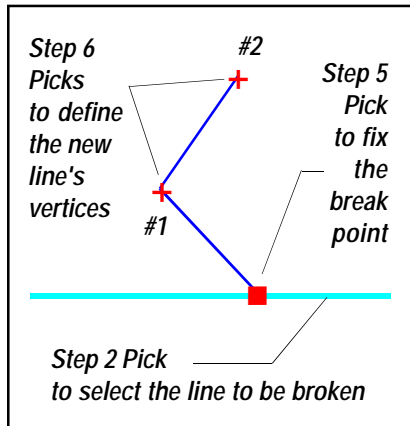 Step 6
Picks
to define
the new
line's
vertices
#2
#1
Step 5
Pick
to fix
the
break
point
Step 2 Pick
to select the line to be broken